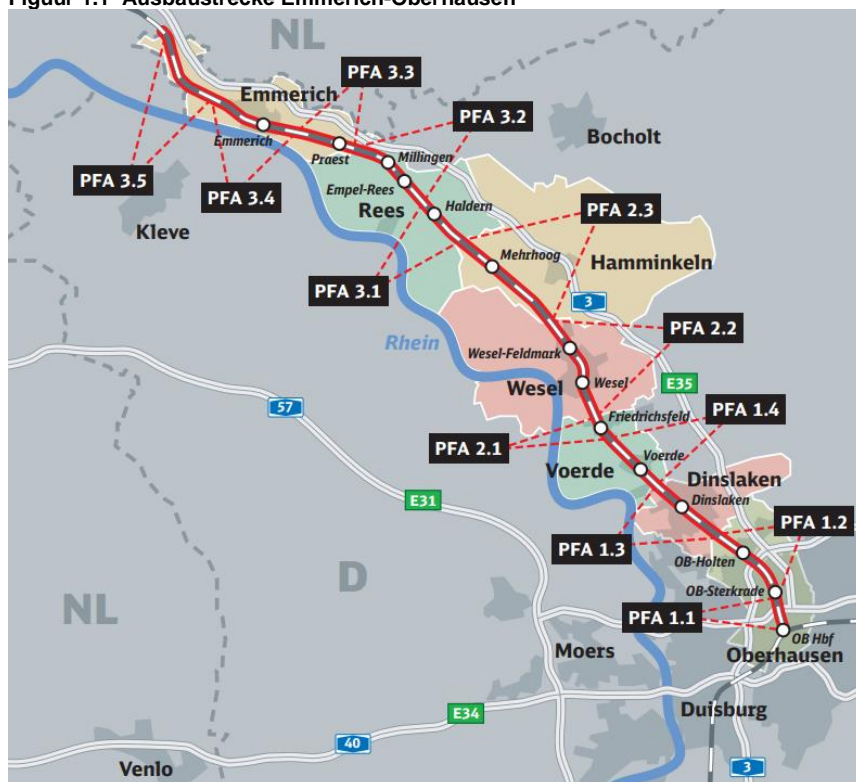 Figuur 1.1 Ausbaustrecke Emmerich-Oberhausen
NL
PFA 3.3
Emmerich
PFA 3.2
Emmerich
Bocholt
Praest
Millingen
PFA 3.5
PFA 3.4
Empel-Rees
Kleve
Rees
Haldern
PFA 2.3
Mehrhoog
Hamminkeln
PFA 3.1
3
Rhein
PFA 2.2
Wesel-Feldmark
Wesel
Wesel
E35
57
Friedrichsfeld
PFA 1.4
PFA 2.1
Voerde
Voerde
Dinslaken
E31
Dinslaken
PFA 1.2
PFA 1.3
OB-Holten
D
NL
OB-Sterkrade
PFA 1.1
OB Hbf
Moers
Oberhausen
Duisburg
E34
40
Venlo
3